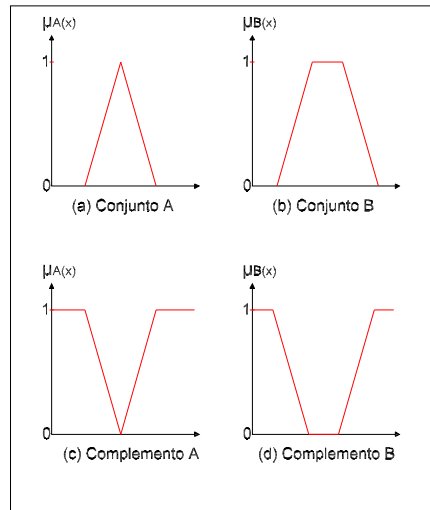 μA(x)
1
0
(a) Conjunto A
μB(x)
1
0
(b) Conjunto B
μA(x)
1
0
(c) Complemento A
μB(x)
1
0
(d) Complemento B